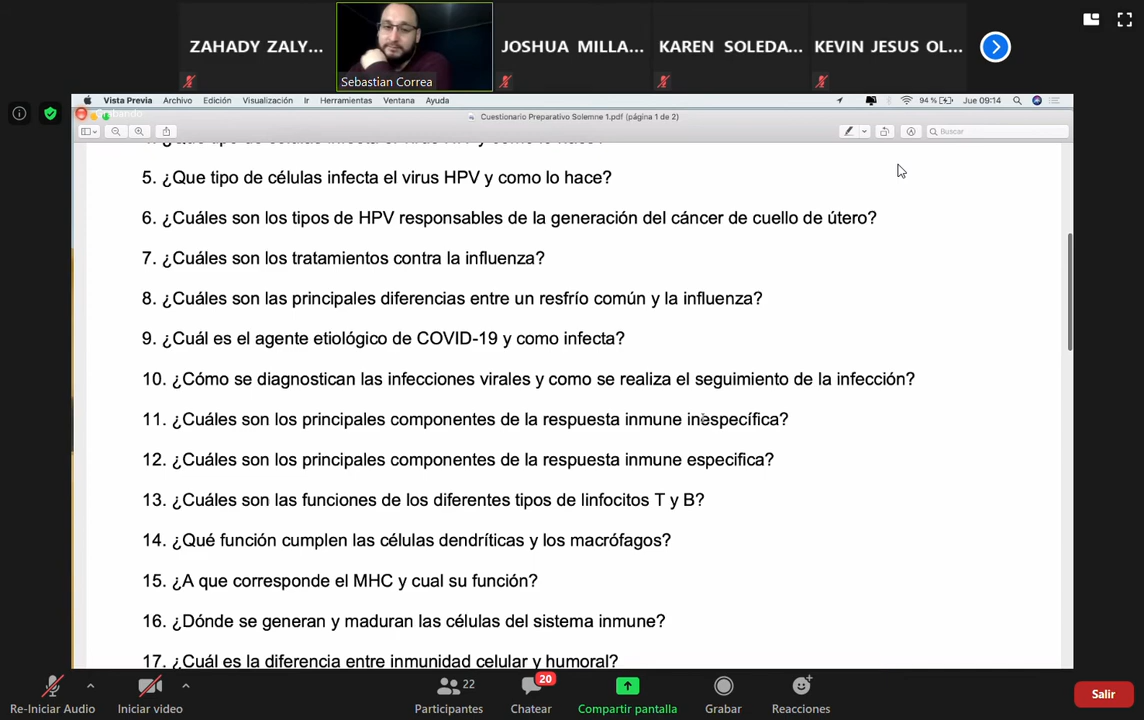 ZAHADY ZALY...
Sebastian Correa
JOSHUA MILLA...
KAREN SOLEDA...
KEVIN JESUS OL...
Vista Previa Archivo Edición Visualización Ir Herramientas Ventana Ayuda
94 % Jue 09:14
Cuestionario Preparativo Solemne 1.pdf (página 1 de 2)
Buscar
5. ¿Que tipo de células infecta el virus HPV y como lo hace?
6. ¿Cuáles son los tipos de HPV responsables de la generación del cáncer de cuello de útero?
7. ¿Cuáles son los tratamientos contra la influenza?
8. ¿Cuáles son las principales diferencias entre un resfrío común y la influenza?
9. ¿Cuál es el agente etiológico de COVID-19 y como infecta?
10. ¿Cómo se diagnostican las infecciones virales y como se realiza el seguimiento de la infección?
11. ¿Cuáles son los principales componentes de la respuesta inmune inespecífica?
12. ¿Cuáles son los principales componentes de la respuesta inmune especifica?
13. ¿Cuáles son las funciones de los diferentes tipos de linfocitos T y B?
14. ¿Qué función cumplen las células dendríticas y los macrófagos?
15. ¿A que corresponde el MHC y cual su función?
16. ¿Dónde se generan y maduran las células del sistema inmune?
17. ¿Cuál es la diferencia entre inmunidad celular y humoral?
Re-Iniciar Audio
Iniciar video
22
Participantes
20
Chatear
Compartir pantalla
Grabar
Reacciones
Salir